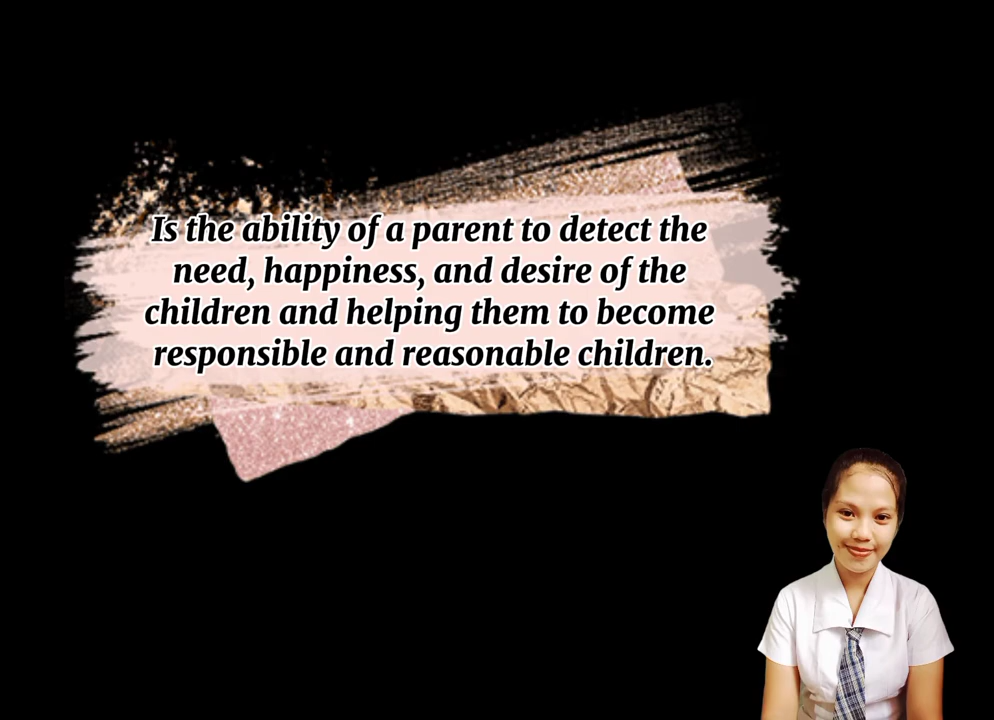 Is the ability of a parent to detect the
need, happiness, and desire of the
children and helping them to become
responsible and reasonable children.